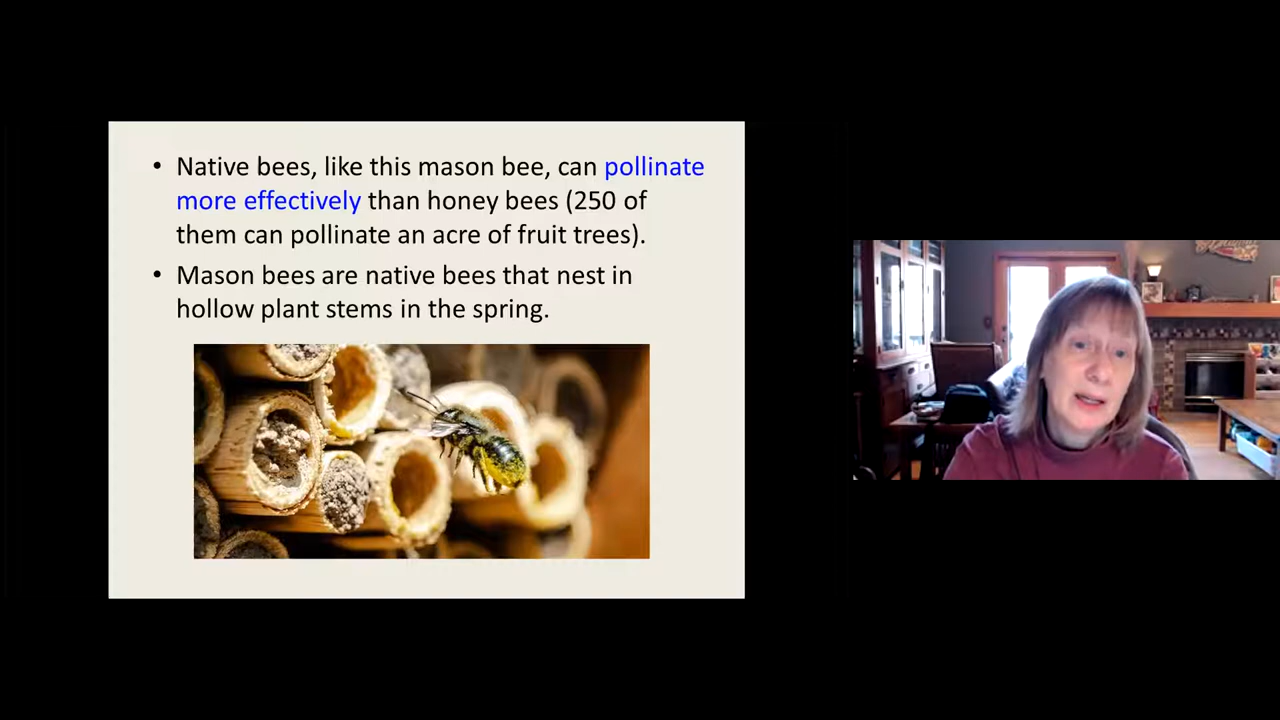 • Native bees, like this mason bee, can pollinate
more effectively than honey bees (250 of
them can pollinate an acre of fruit trees).
• Mason bees are native bees that nest in
hollow plant stems in the spring.